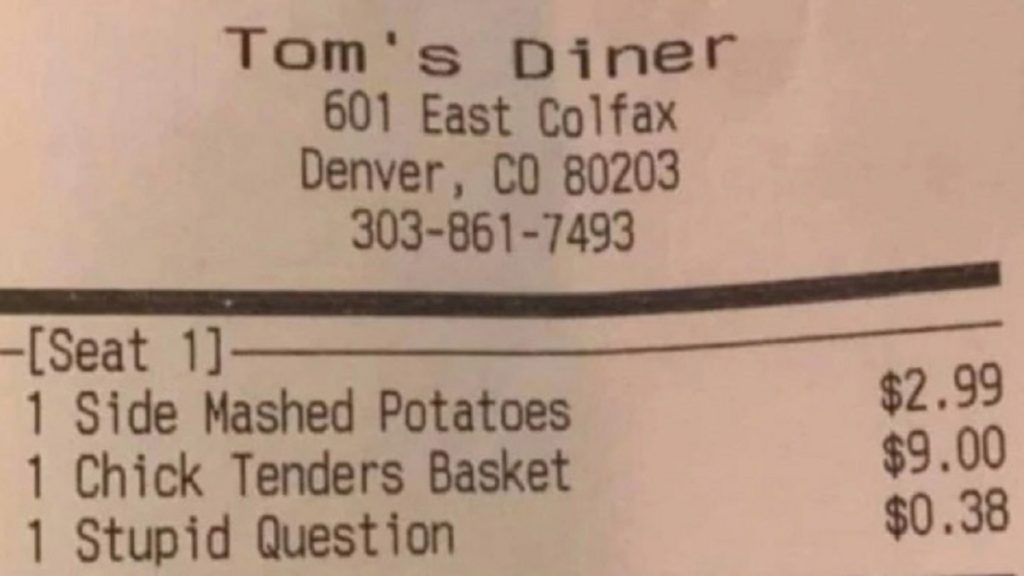 Tom's Diner
601 East Colfax
Denver, CO 80203
303-861-7493
[Seat 1]
1 Side Mashed Potatoes $2.99
1 Chick Tenders Basket $9.00
1 Stupid Question $0.38